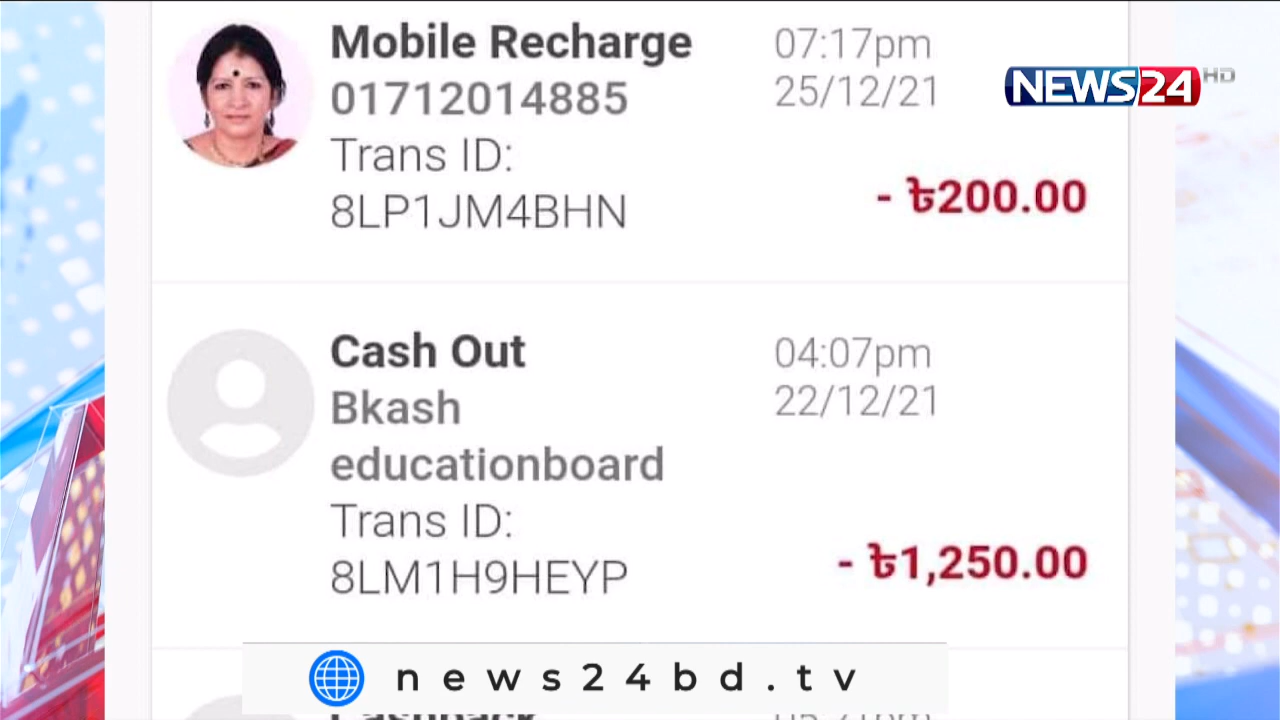 Mobile Recharge
07:17pm
01712014885
25/12/21
NEWS24 HD
Trans ID:
8LP1JM4BHN
- ৳200.00
Cash Out
04:07pm
Bkash
22/12/21
educationboard
Trans ID:
8LM1H9HEYP
- ৳1,250.00
news24bd.tv